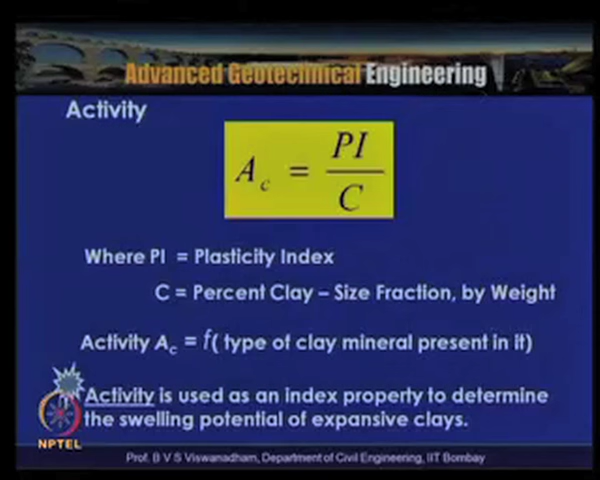 Advanced Geotechnical Engineering
Activity
A_c = PI / C
Where PI = Plasticity Index
C = Percent Clay – Size Fraction, by Weight
Activity A_c = f( type of clay mineral present in it)
Activity is used as an index property to determine
the swelling potential of expansive clays.
NPTEL
Prof. B V S Viswanadham, Department of Civil Engineering, IIT Bombay